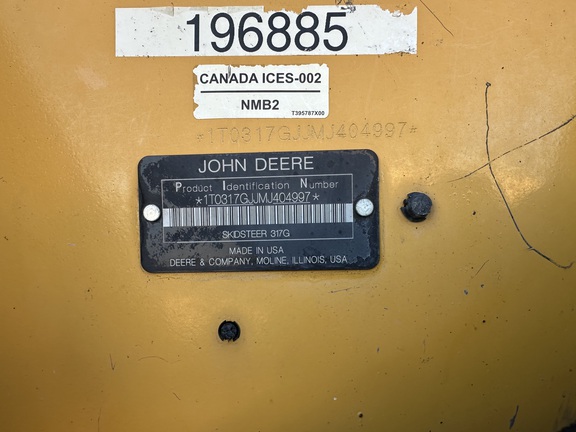 196885
CANADA ICES-002
NMB2
T395787X00
*1T0317GJJMJ404997*
JOHN DEERE
Product Identification Number
*1T0317GJJMJ404997*
SKIDSTEER 317G
MADE IN USA
DEERE & COMPANY, MOLINE, ILLINOIS, USA